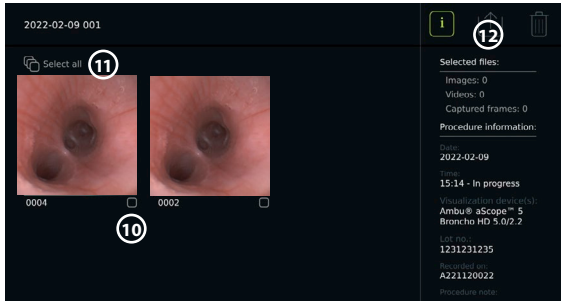 2022-02-09 001
i
12
Select all
11
0004
0002
10
Selected files:
Images: 0
Videos: 0
Captured frames: 0
Procedure information:
Date:
2022-02-09
Time:
15:14 - In progress
Visualization device(s):
Ambu® aScope™ 5
Broncho HD 5.0/2.2
Lot no.:
1231231235
Recorded on:
A221120022
Procedure note: